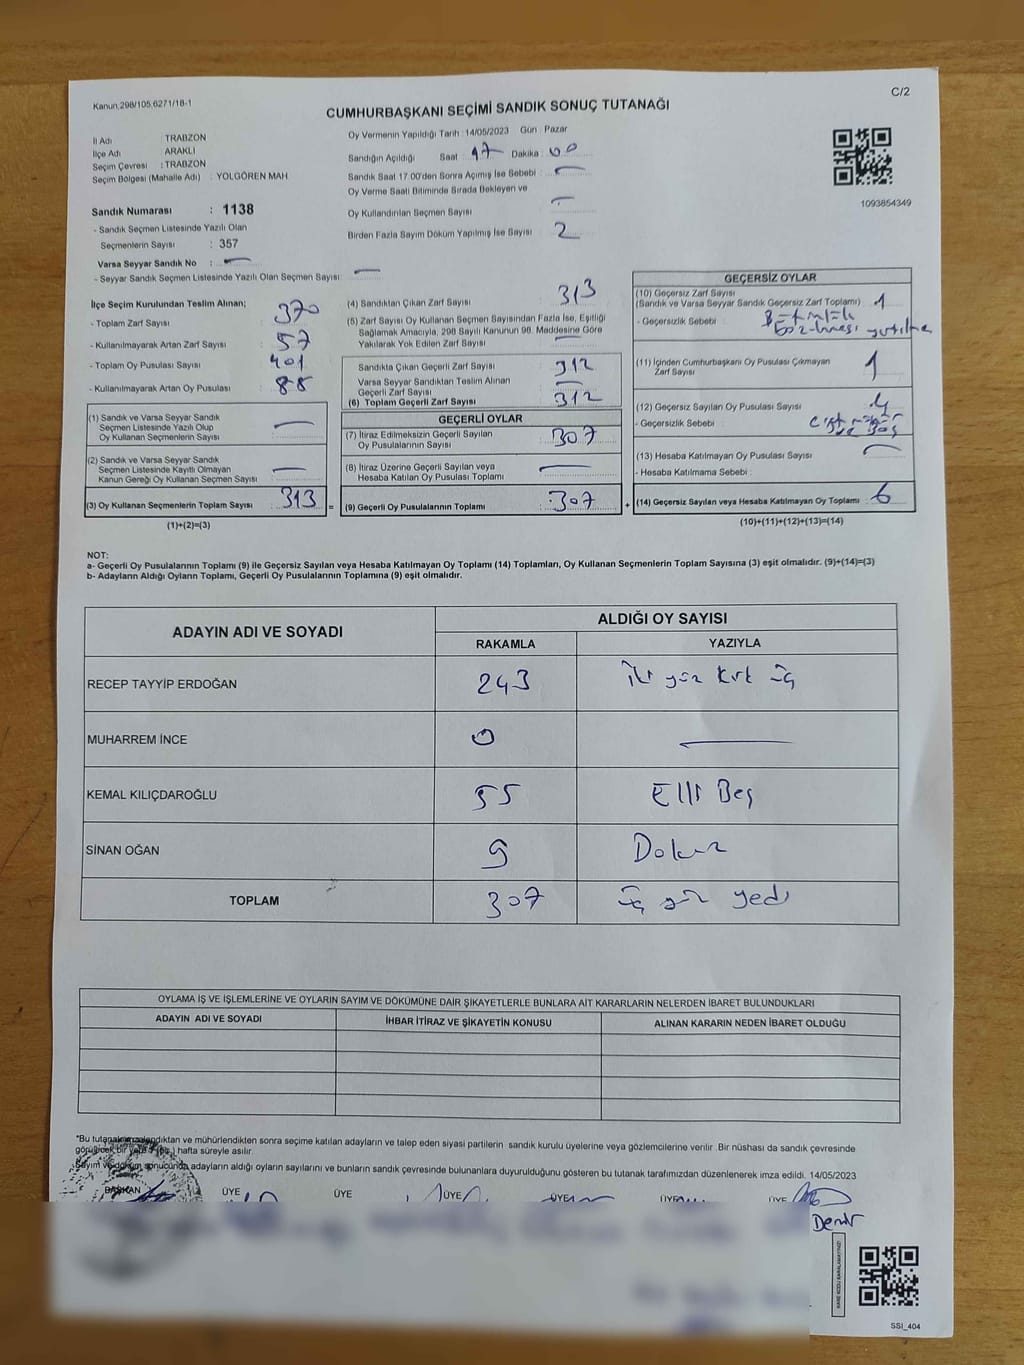 Kanun,298/105,6271/18-1
C/2
CUMHURBAŞKANI SEÇİMİ SANDIK SONUÇ TUTANAĞI
İl Adı : TRABZON
İlçe Adı ARAKLI
Seçim Çevresi : TRABZON
Seçim Bölgesi (Mahalle Adı) : YOLGÖREN MAH
Sandık Numarası : 1138
- Sandık Seçmen Listesinde Yazılı Olan
Seçmenlerin Sayısı : 357
Varsa Seyyar Sandık No : —
- Seyyar Sandık Seçmen Listesinde Yazılı Olan Seçmen Sayısı : —
Oy Vermenin Yapıldığı Tarih : 14/05/2023 Gün : Pazar
Sandığın Açıldığı Saat : 17 Dakika : 00
Sandık Saat 17.00'den Sonra Açımış İse Sebebi : —
Oy Verme Saati Bitiminde Sırada Bekleyen ve
Oy Kullandırılan Seçmen Sayısı —
Birden Fazla Sayım Döküm Yapılmış İse Sayısı 2
1093854349
İlçe Seçim Kurulundan Teslim Alınan;
- Toplam Zarf Sayısı 370
- Kullanılmayarak Artan Zarf Sayısı 57
- Toplam Oy Pusulası Sayısı 401
- Kullanılmayarak Artan Oy Pusulası 88
(1) Sandık ve Varsa Seyyar Sandık
Seçmen Listesinde Yazılı Olup
Oy Kullanan Seçmenlerin Sayısı —
(2) Sandık ve Varsa Seyyar Sandık
Seçmen Listesinde Kayıtlı Olmayan
Kanun Gereği Oy Kullanan Seçmen Sayısı —
(3) Oy Kullanan Seçmenlerin Toplam Sayısı : 313 =
(1)+(2)=(3)
(4) Sandıktan Çıkan Zarf Sayısı 313
(5) Zarf Sayısı Oy Kullanan Seçmen Sayısından Fazla İse, Eşitliği
Sağlamak Amacıyla, 298 Sayılı Kanunun 98. Maddesine Göre
Yakılarak Yok Edilen Zarf Sayısı —
Sandıkta Çıkan Geçerli Zarf Sayısı 312
Varsa Seyyar Sandıktan Teslim Alınan
Geçerli Zarf Sayısı —
(6) Toplam Geçerli Zarf Sayısı 312
GEÇERLİ OYLAR
(7) İtiraz Edilmeksizin Geçerli Sayılan
Oy Pusulalarının Sayısı 307
(8) İtiraz Üzerine Geçerli Sayılan veya
Hesaba Katılan Oy Pusulası Toplamı —
(9) Geçerli Oy Pusulalarının Toplamı 307 +
GEÇERSİZ OYLAR
(10) Geçersiz Zarf Sayısı
(Sandık ve Varsa Seyyar Sandık Geçersiz Zarf Toplamı) 1
- Geçersizlik Sebebi :
(11) İçinden Cumhurbaşkanı Oy Pusulası Çıkmayan
Zarf Sayısı 1
(12) Geçersiz Sayılan Oy Pusulası Sayısı 4
- Geçersizlik Sebebi :
(13) Hesaba Katılmayan Oy Pusulası Sayısı —
- Hesaba Katılmama Sebebi :
(14) Geçersiz Sayılan veya Hesaba Katılmayan Oy Toplamı 6
(10)+(11)+(12)+(13)=(14)
NOT:
a- Geçerli Oy Pusulalarının Toplamı (9) ile Geçersiz Sayılan veya Hesaba Katılmayan Oy Toplamı (14) Toplamları, Oy Kullanan Seçmenlerin Toplam Sayısına (3) eşit olmalıdır. (9)+(14)=(3)
b- Adayların Aldığı Oyların Toplamı, Geçerli Oy Pusulalarının Toplamına (9) eşit olmalıdır.
ADAYIN ADI VE SOYADI ALDIĞI OY SAYISI
RAKAMLA YAZIYLA
RECEP TAYYİP ERDOĞAN 243 İki yüz kırk üç
MUHARREM İNCE 0 —
KEMAL KILIÇDAROĞLU 55 Elli Beş
SİNAN OĞAN 9 Dokuz
TOPLAM 307 üç yüz yedi
OYLAMA İŞ VE İŞLEMLERİNE VE OYLARIN SAYIM VE DÖKÜMÜNE DAİR ŞİKAYETLERLE BUNLARA AİT KARARLARIN NELERDEN İBARET BULUNDUKLARI
ADAYIN ADI VE SOYADI İHBAR İTİRAZ VE ŞİKAYETİN KONUSU ALINAN KARARIN NEDEN İBARET OLDUĞU
*Bu tutanak ve mühürlendikten sonra seçime katılan adayların ve talep eden siyasi partilerin sandık kurulu üyelerine veya gözlemcilerine verilir. Bir nüshası da sandık çevresinde
görülecek bir yere hafta süreyle asılır.
Sayım ve döküm sonucunda adayların aldığı oyların sayılarını ve bunların sandık çevresinde bulunanlara duyurulduğunu gösteren bu tutanak tarafımızdan düzenlenerek imza edildi. 14/05/2023
BAŞKAN ÜYE ÜYE ÜYE ÜYE ÜYE ÜYE
Demir
KARE KODU KARALAMAYINIZ!
SSI_404